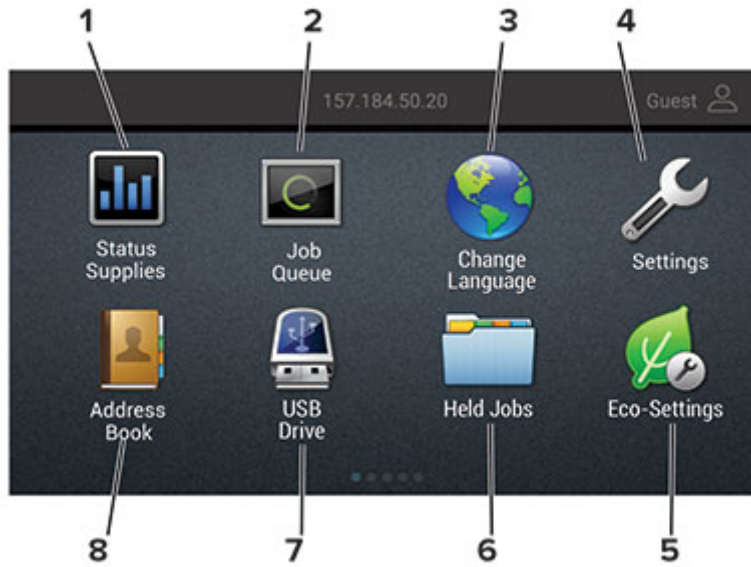 1 2 3 4
157.184.50.20 Guest
Status
Supplies
Job
Queue
Change
Language
Settings
Address
Book
USB
Drive
Held Jobs
Eco-Settings
8 7 6 5